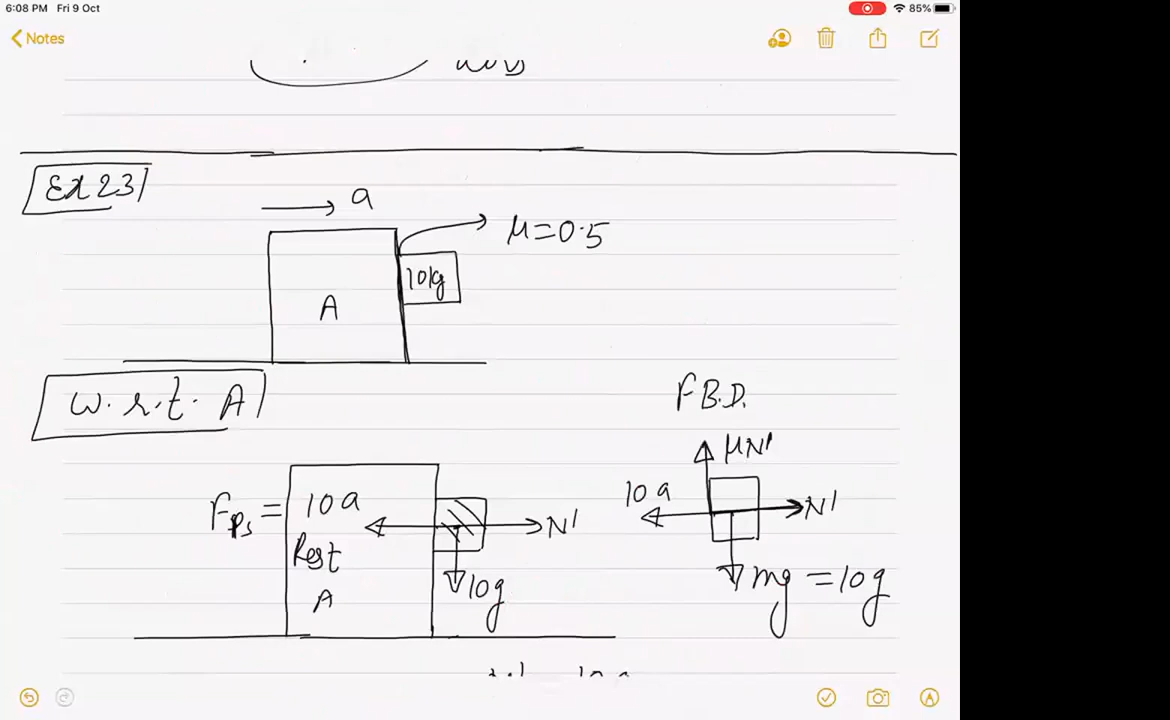 6:08 PM Fri 9 Oct
85%
Notes
Ex 23
a
μ=0.5
10kg
A
w.r.t. A
F.B.D.
μN'
10a
N'
mg = 10g
Fps = 10a
N'
Rest
10g
A